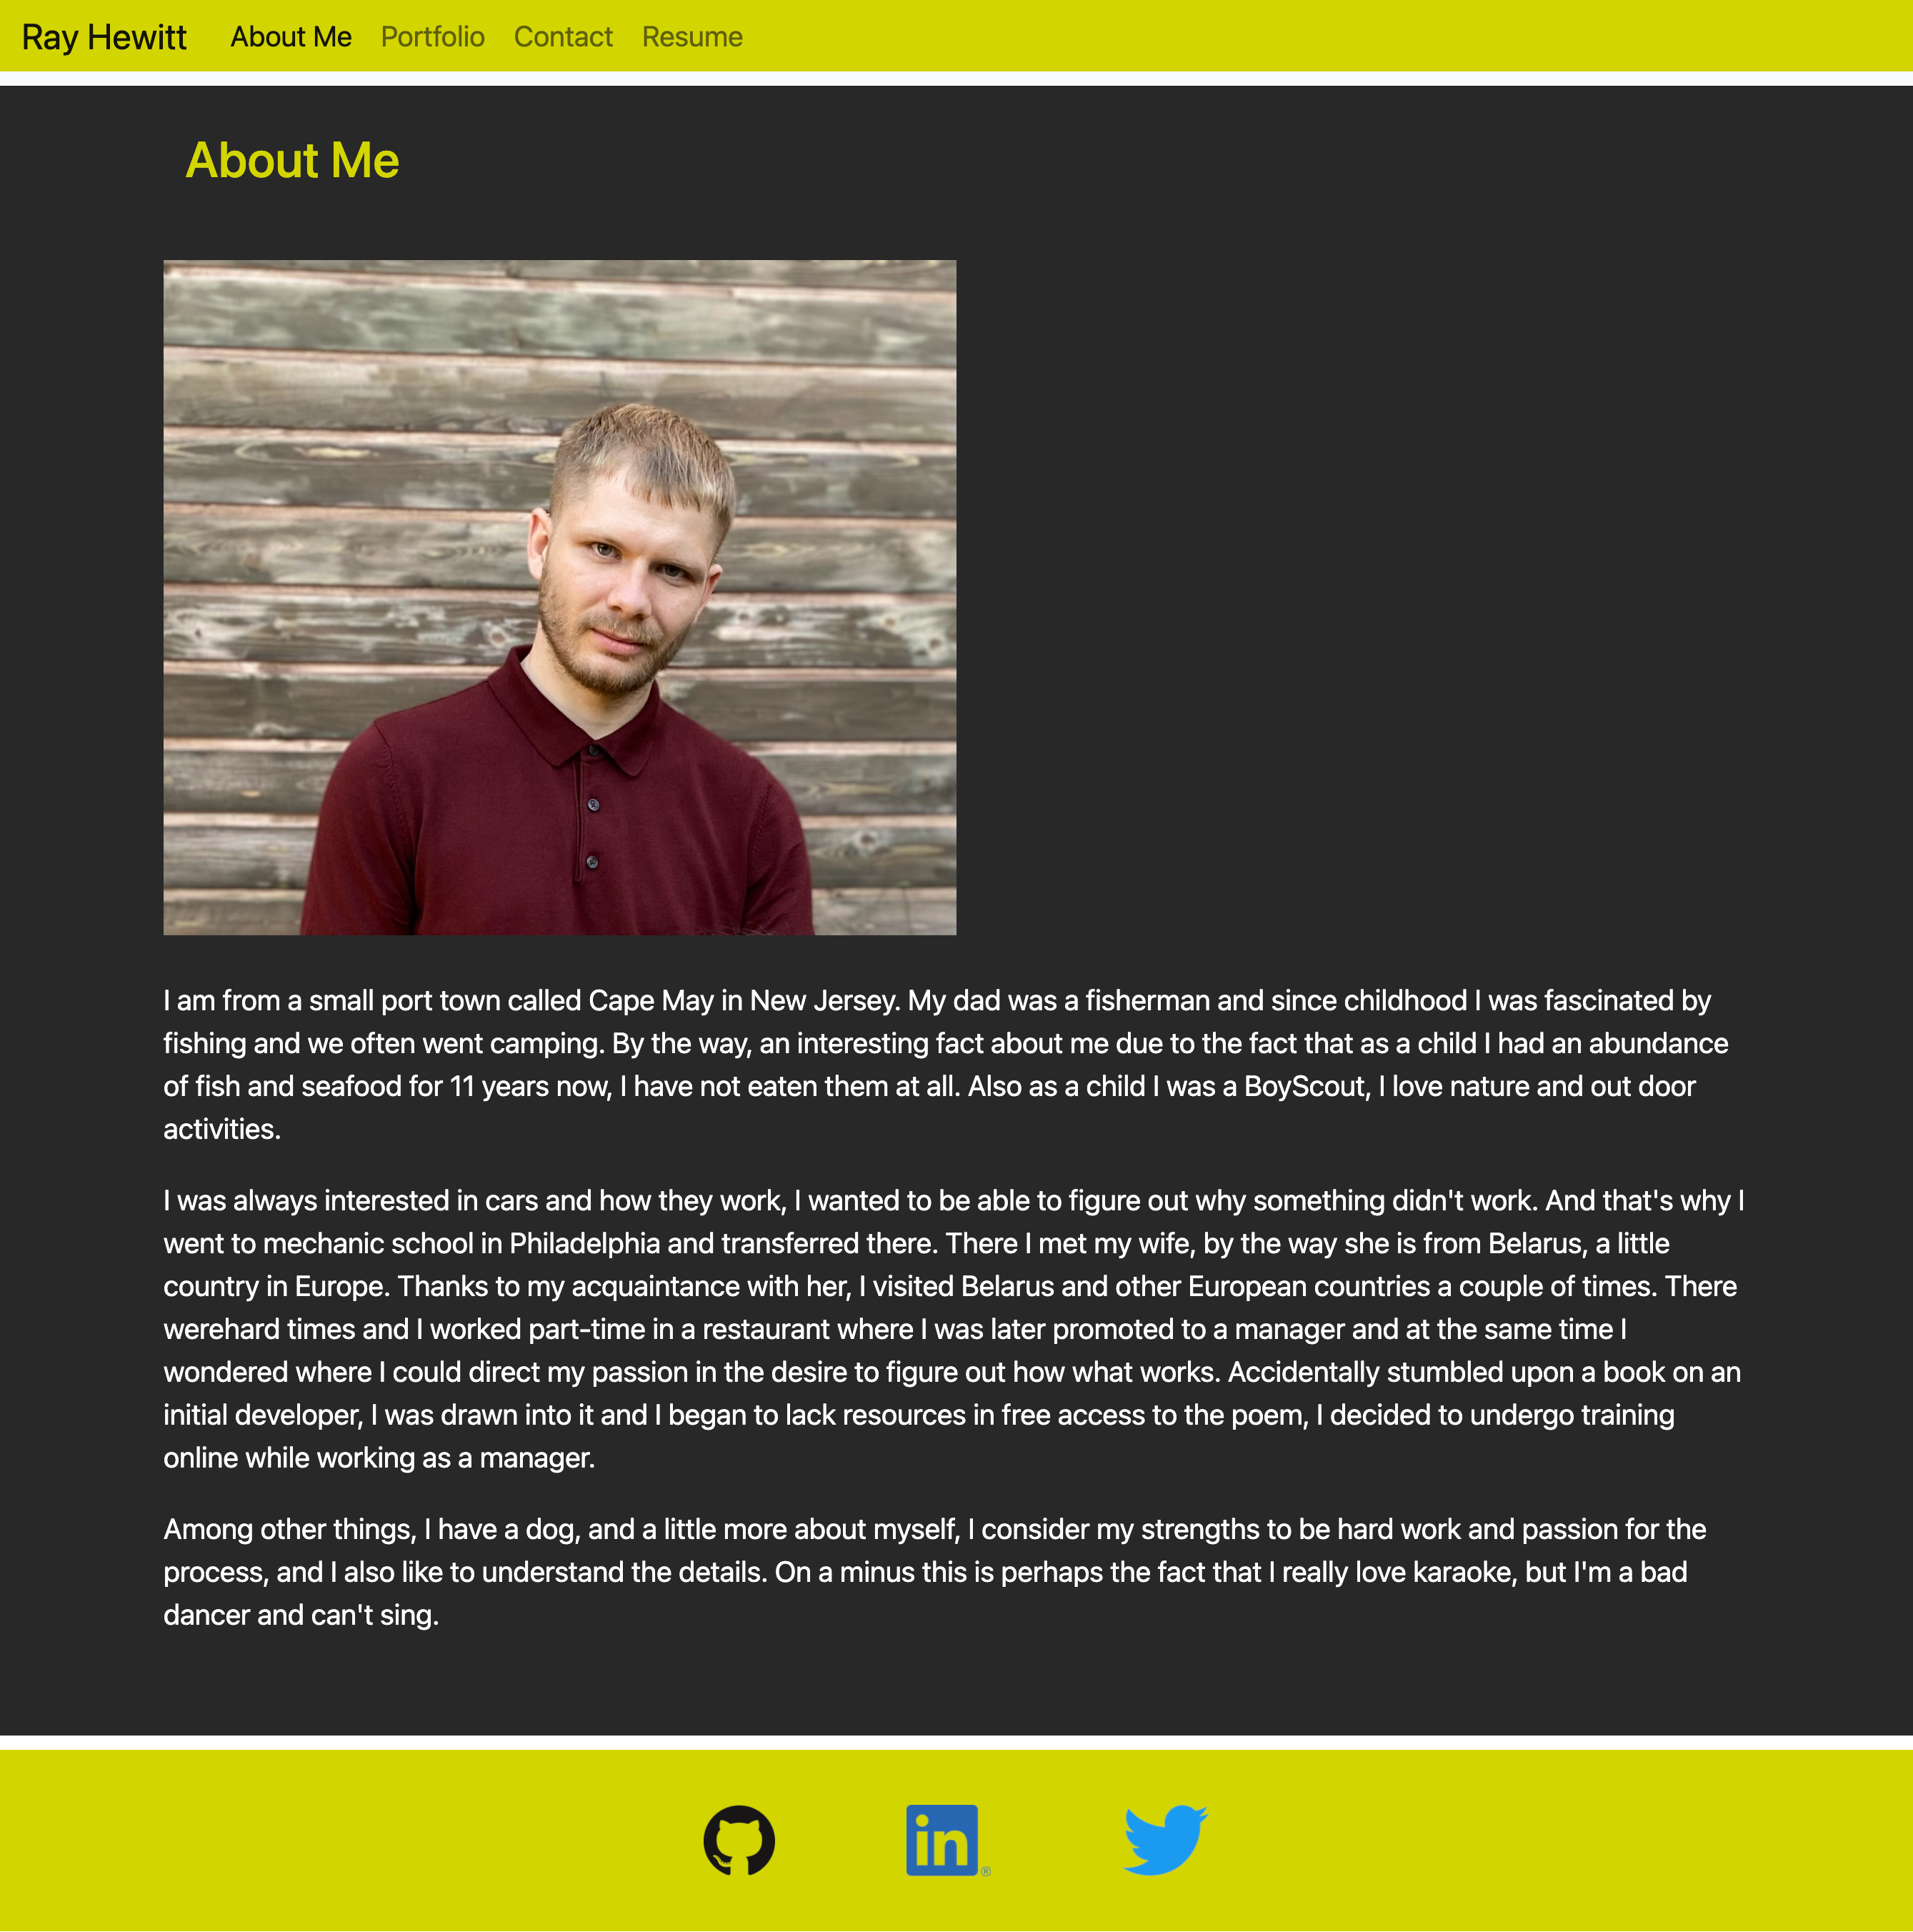 Ray Hewitt About Me Portfolio Contact Resume
About Me
I am from a small port town called Cape May in New Jersey. My dad was a fisherman and since childhood I was fascinated by
fishing and we often went camping. By the way, an interesting fact about me due to the fact that as a child I had an abundance
of fish and seafood for 11 years now, I have not eaten them at all. Also as a child I was a BoyScout, I love nature and out door
activities.
I was always interested in cars and how they work, I wanted to be able to figure out why something didn't work. And that's why I
went to mechanic school in Philadelphia and transferred there. There I met my wife, by the way she is from Belarus, a little
country in Europe. Thanks to my acquaintance with her, I visited Belarus and other European countries a couple of times. There
werehard times and I worked part-time in a restaurant where I was later promoted to a manager and at the same time I
wondered where I could direct my passion in the desire to figure out how what works. Accidentally stumbled upon a book on an
initial developer, I was drawn into it and I began to lack resources in free access to the poem, I decided to undergo training
online while working as a manager.
Among other things, I have a dog, and a little more about myself, I consider my strengths to be hard work and passion for the
process, and I also like to understand the details. On a minus this is perhaps the fact that I really love karaoke, but I'm a bad
dancer and can't sing.
in ®